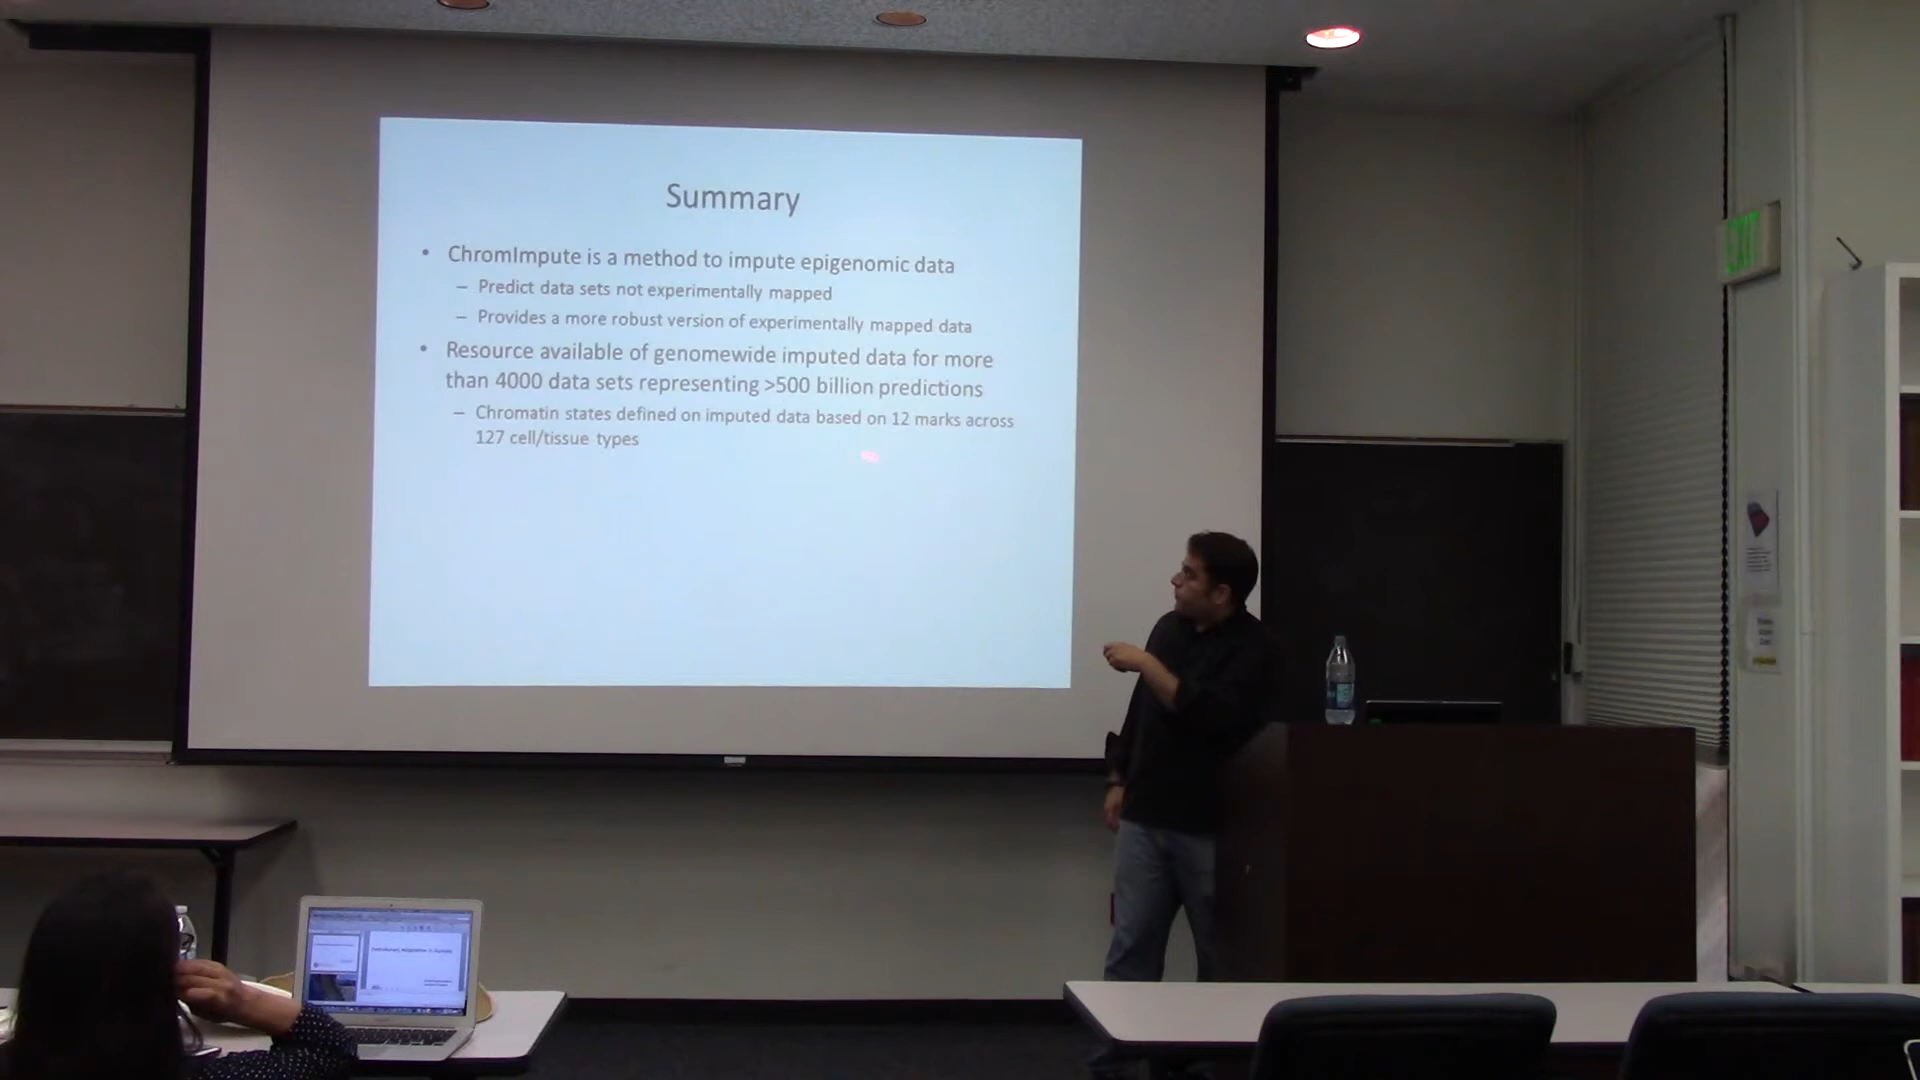 Summary
• ChromImpute is a method to impute epigenomic data
– Predict data sets not experimentally mapped
– Provides a more robust version of experimentally mapped data
• Resource available of genomewide imputed data for more
than 4000 data sets representing >500 billion predictions
– Chromatin states defined on imputed data based on 12 marks across
127 cell/tissue types
EXIT